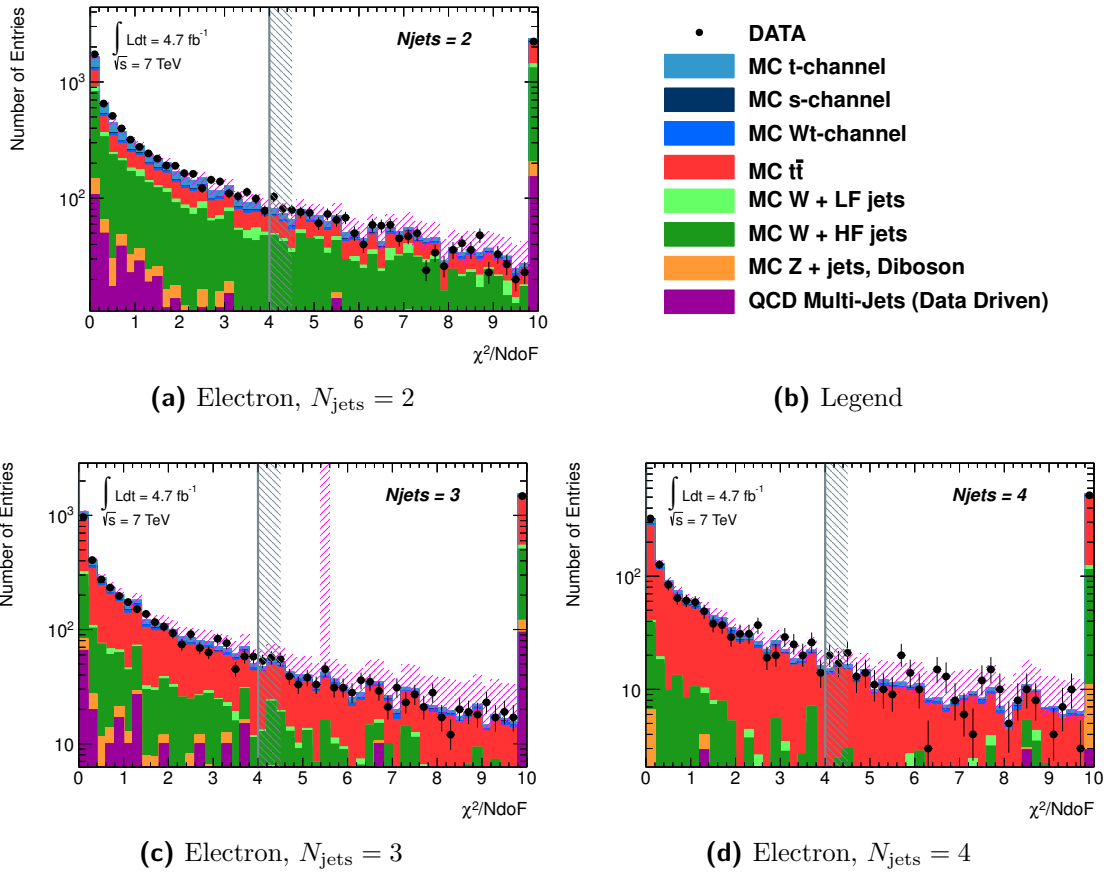 Number of Entries
10³
10²
∫ Ldt = 4.7 fb⁻¹
√s = 7 TeV
Njets = 2
0 1 2 3 4 5 6 7 8 9 10
χ²/NdoF
(a) Electron, N_jets = 2
DATA
MC t-channel
MC s-channel
MC Wt-channel
MC tt̄
MC W + LF jets
MC W + HF jets
MC Z + jets, Diboson
QCD Multi-Jets (Data Driven)
(b) Legend
Number of Entries
10³
10²
10
∫ Ldt = 4.7 fb⁻¹
√s = 7 TeV
Njets = 3
0 1 2 3 4 5 6 7 8 9 10
χ²/NdoF
(c) Electron, N_jets = 3
Number of Entries
10²
10
∫ Ldt = 4.7 fb⁻¹
√s = 7 TeV
Njets = 4
0 1 2 3 4 5 6 7 8 9 10
χ²/NdoF
(d) Electron, N_jets = 4